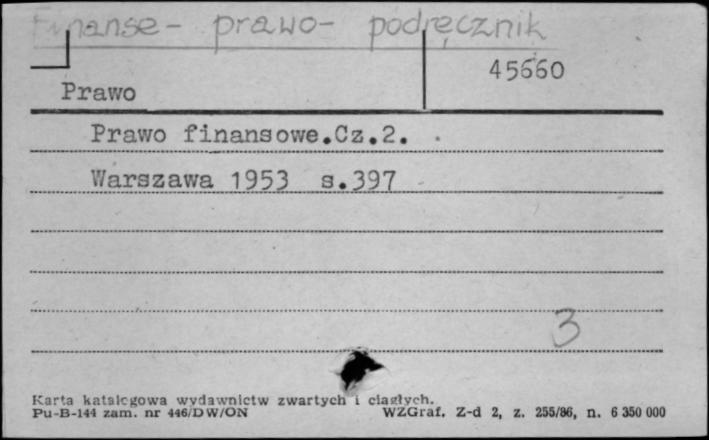 Finanse - prawo - podręcznik
45660
Prawo
Prawo finansowe.Cz.2.
Warszawa 1953 s.397
3
Karta katalogowa wydawnictw zwartych i ciągłych.
Pu-B-144 zam. nr 446/DW/ON WZGraf. Z-d 2, z. 255/86, n. 6 350 000